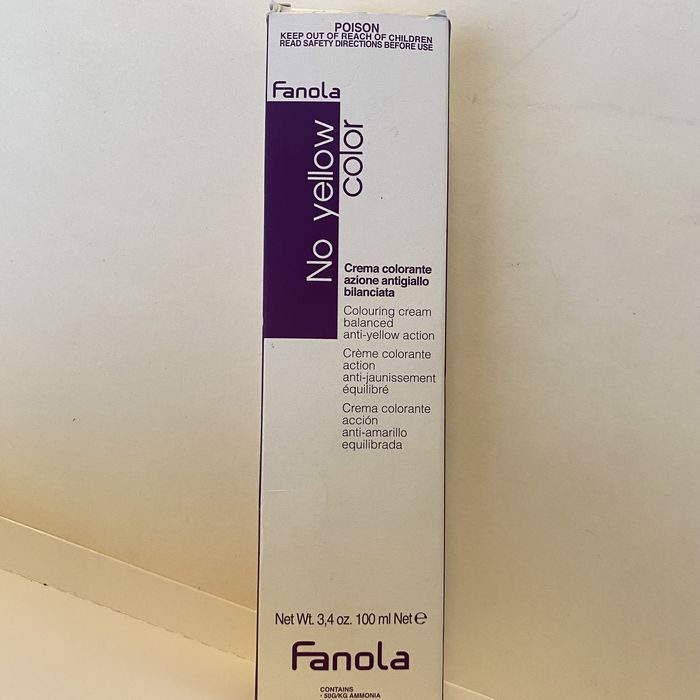 POISON
KEEP OUT OF REACH OF CHILDREN
READ SAFETY DIRECTIONS BEFORE USE
Fanola
No yellow
color
Crema colorante
azione antigiallo
bilanciata
Colouring cream
balanced
anti-yellow action
Crème colorante
action
anti-jaunissement
équilibré
Crema colorante
acción
anti-amarillo
equilibrada
Net Wt. 3,4 oz. 100 ml Net e
Fanola
CONTAINS
· 50G/KG AMMONIA